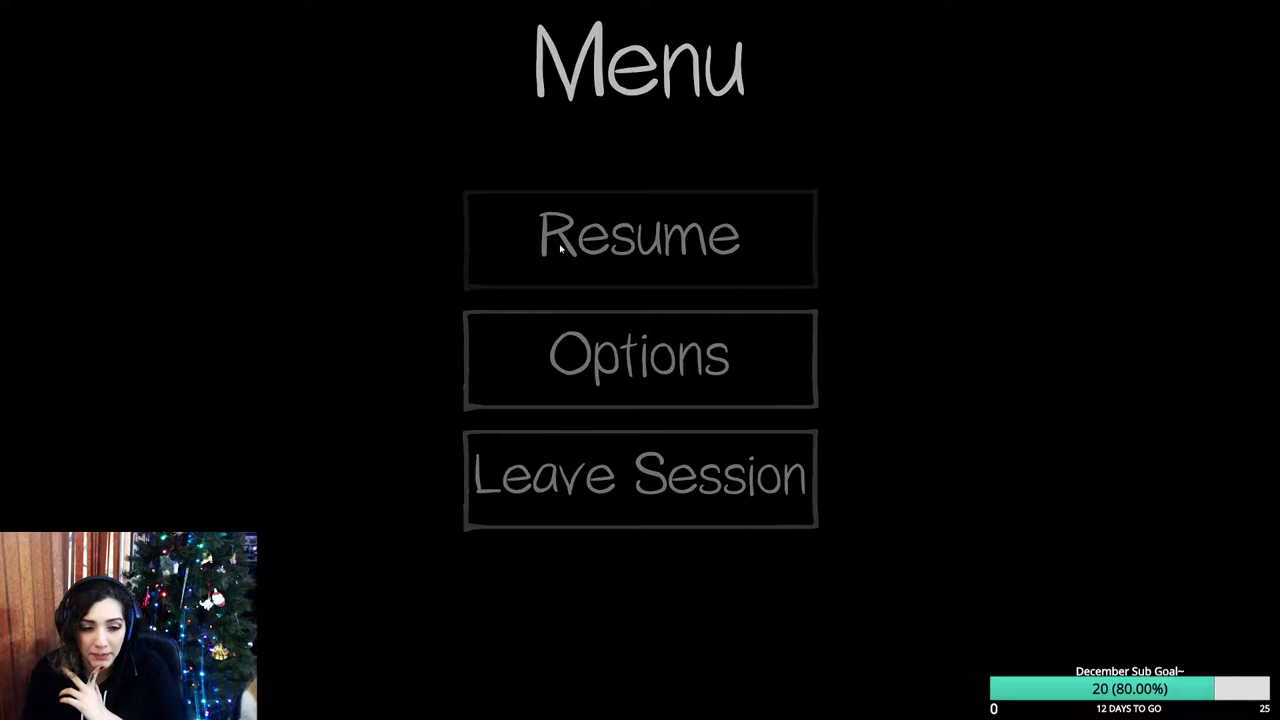 Menu
Resume
Options
Leave Session
December Sub Goal~
20 (80.00%)
0 12 DAYS TO GO 25